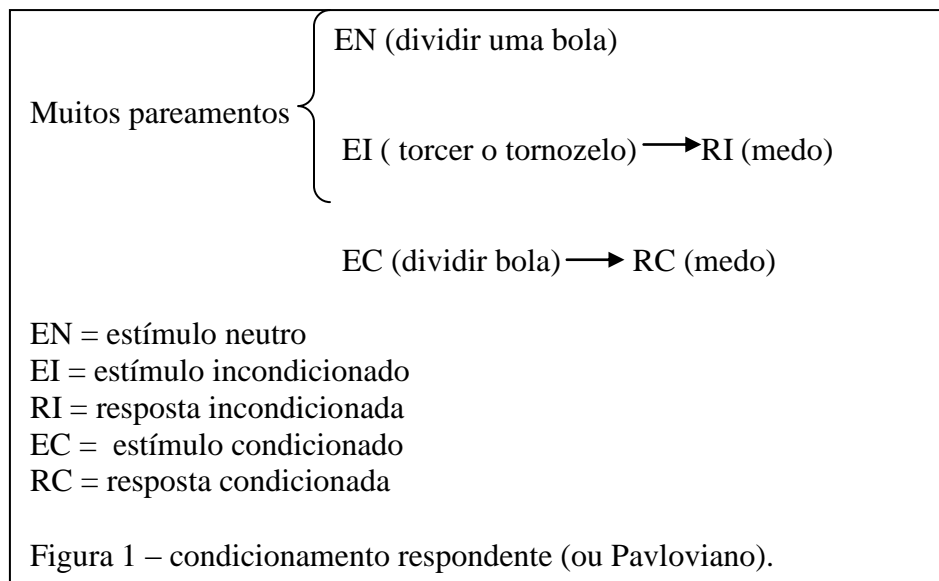 EN (dividir uma bola)
Muitos pareamentos
EI ( torcer o tornozelo) → RI (medo)
EC (dividir bola) → RC (medo)
EN = estímulo neutro
EI = estímulo incondicionado
RI = resposta incondicionada
EC = estímulo condicionado
RC = resposta condicionada
Figura 1 – condicionamento respondente (ou Pavloviano).